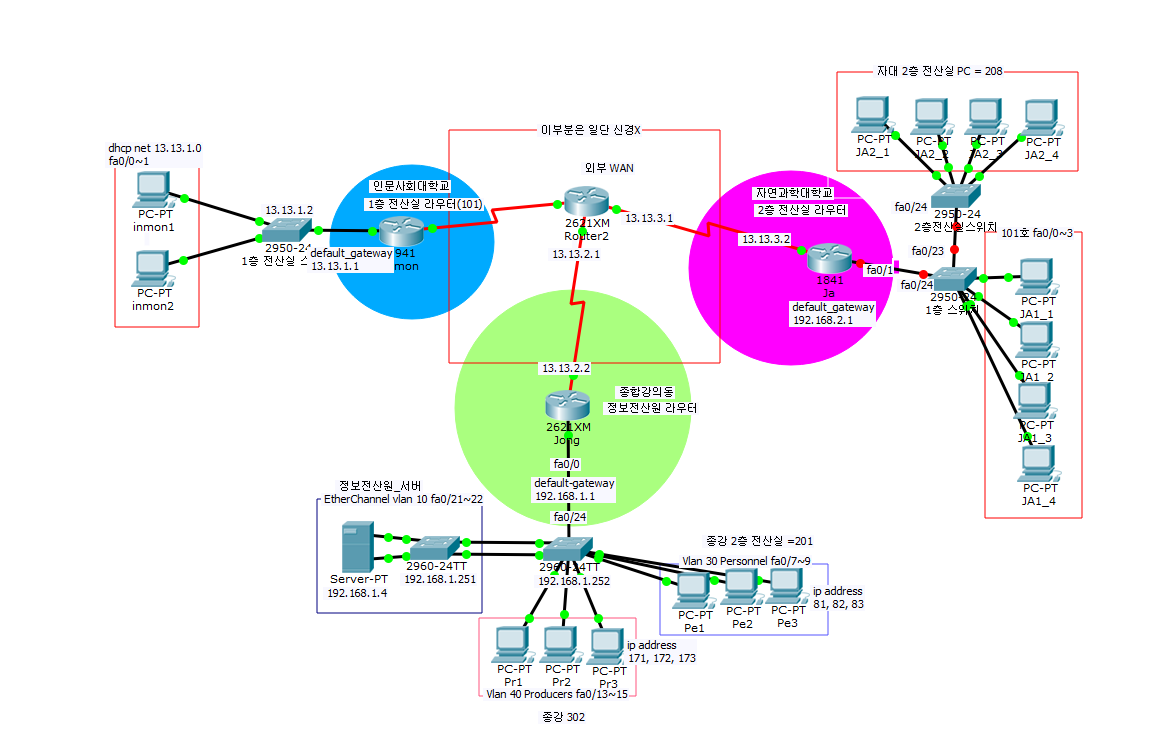 자대 2층 전산실 PC = 208
PC-PT
JA2_1
PC-PT
JA2_2
PC-PT
JA2_3
PC-PT
JA2_4
fa0/24
2950-24
2층전산실스위치
fa0/23
101호 fa0/0~3
fa0/24
2950-24
1층 스위치
PC-PT
JA1_1
PC-PT
JA1_2
PC-PT
JA1_3
PC-PT
JA1_4
dhcp net 13.13.1.0
fa0/0~1
PC-PT
inmon1
PC-PT
inmon2
13.13.1.2
2950-24
1층 전산실 스
인문사회대학교
1층 전산실 라우터(101)
941
mon
default_gateway
13.13.1.1
이부분은 일단 신경X
외부 WAN
2621XM
Router2
13.13.3.1
13.13.2.1
자연과학대학교
2층 전산실 라우터
13.13.3.2
1841
Ja
fa0/1
default_gateway
192.168.2.1
13.13.2.2
종합강의동
정보전산원 라우터
2621XM
Jong
fa0/0
default-gateway
192.168.1.1
fa0/24
정보전산원_서버
EtherChannel vlan 10 fa0/21~22
Server-PT
192.168.1.4
2960-24TT
192.168.1.251
2960-24TT
192.168.1.252
종강 2층 전산실 =201
Vlan 30 Personnel fa0/7~9
PC-PT
Pe1
PC-PT
Pe2
PC-PT
Pe3
ip address
81, 82, 83
PC-PT
Pr1
PC-PT
Pr2
PC-PT
Pr3
ip address
171, 172, 173
Vlan 40 Producers fa0/13~15
종강 302